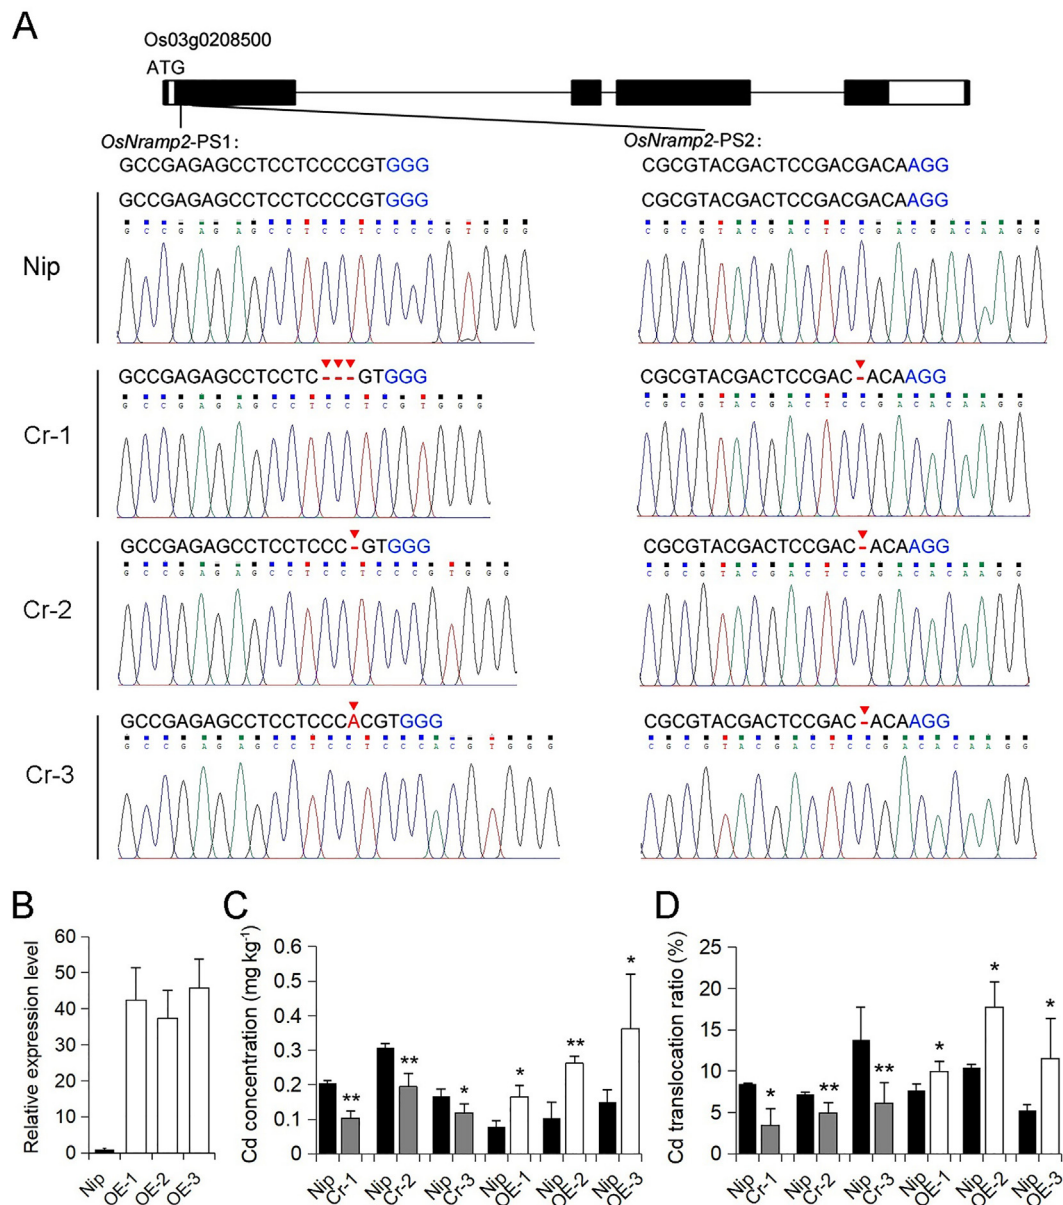 A
Os03g0208500
ATG
OsNramp2-PS1:
OsNramp2-PS2:
GCCGAGAGCCTCCTCCCCGTGGG
CGCGTACGACTCCGACGACAAGG
GCCGAGAGCCTCCTCCCCGTGGG
CGCGTACGACTCCGACGACAAGG
G C C G A G A G C C T C C T C C C C G T G G G
C G C G T A C G A C T C C G A C G A C A A G G
Nip
GCCGAGAGCCTCCTC---GTGGG
CGCGTACGACTCCGAC-ACAAGG
G C C G A G A G C C T C C T C G T G G G
C G C G T A C G A C T C C G A C A C A A G G
Cr-1
GCCGAGAGCCTCCTCCC-GTGGG
CGCGTACGACTCCGAC-ACAAGG
G C C G A G A G C C T C C T C C C G T G G G
C G C G T A C G A C T C C G A C A C A A G G
Cr-2
GCCGAGAGCCTCCTCCCACGTGGG
CGCGTACGACTCCGAC-ACAAGG
G C C G A G A G C C T C C T C C C A C G T G G G
C G C G T A C G A C T C C G A C A C A A G G
Cr-3
B
Relative expression level
60
50
40
30
20
10
0
Nip
OE-1
OE-2
OE-3
C
Cd concentration (mg kg⁻¹)
0.6
0.5
0.4
0.3
0.2
0.1
0
**
**
*
*
**
*
Nip
Cr-1
Nip
Cr-2
Nip
Cr-3
Nip
OE-1
Nip
OE-2
Nip
OE-3
D
Cd translocation ratio (%)
25
20
15
10
5
0
*
**
**
*
*
*
Nip
Cr-1
Nip
Cr-2
Nip
Cr-3
Nip
OE-1
Nip
OE-2
Nip
OE-3